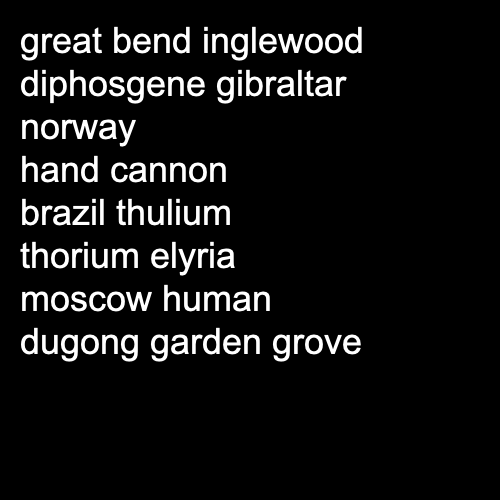 great bend inglewood
diphosgene gibraltar
norway
hand cannon
brazil thulium
thorium elyria
moscow human
dugong garden grove